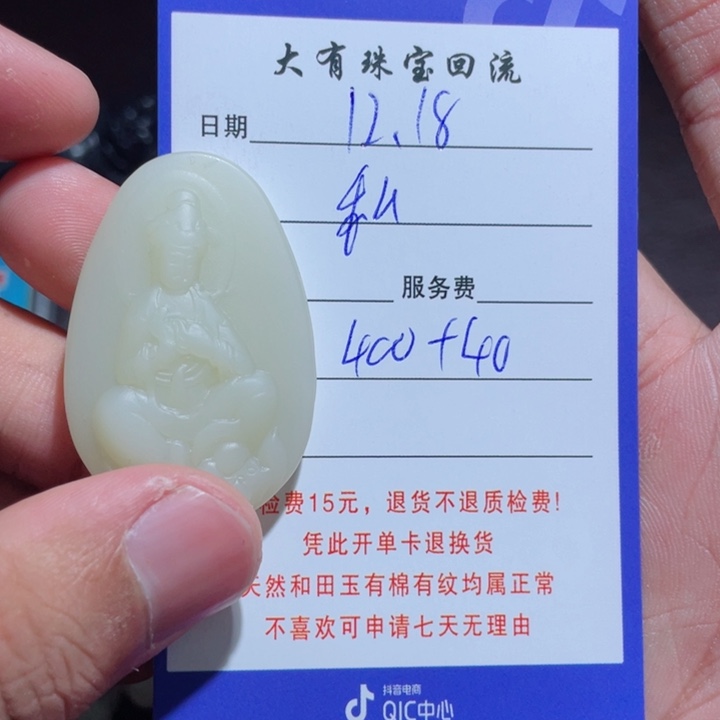 大有珠宝回流
日期 12.18
服务费
400+40
检费15元，退货不退质检费！
凭此开单卡退换货
天然和田玉有棉有纹均属正常
不喜欢可申请七天无理由
抖音电商
QIC中心